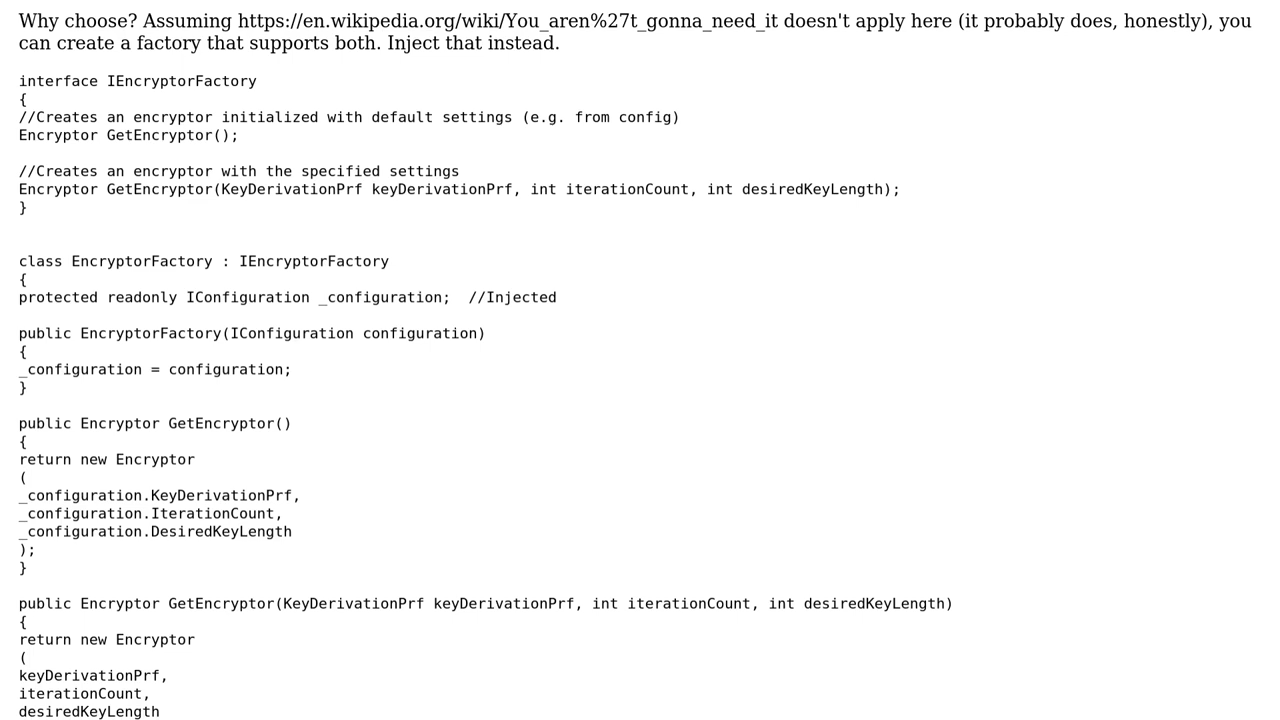 Why choose? Assuming https://en.wikipedia.org/wiki/You_aren%27t_gonna_need_it doesn't apply here (it probably does, honestly), you
can create a factory that supports both. Inject that instead.
interface IEncryptorFactory
{
//Creates an encryptor initialized with default settings (e.g. from config)
Encryptor GetEncryptor();
//Creates an encryptor with the specified settings
Encryptor GetEncryptor(KeyDerivationPrf keyDerivationPrf, int iterationCount, int desiredKeyLength);
}
class EncryptorFactory : IEncryptorFactory
{
protected readonly IConfiguration _configuration;  //Injected
public EncryptorFactory(IConfiguration configuration)
{
_configuration = configuration;
}
public Encryptor GetEncryptor()
{
return new Encryptor
(
_configuration.KeyDerivationPrf,
_configuration.IterationCount,
_configuration.DesiredKeyLength
);
}
public Encryptor GetEncryptor(KeyDerivationPrf keyDerivationPrf, int iterationCount, int desiredKeyLength)
{
return new Encryptor
(
keyDerivationPrf,
iterationCount,
desiredKeyLength